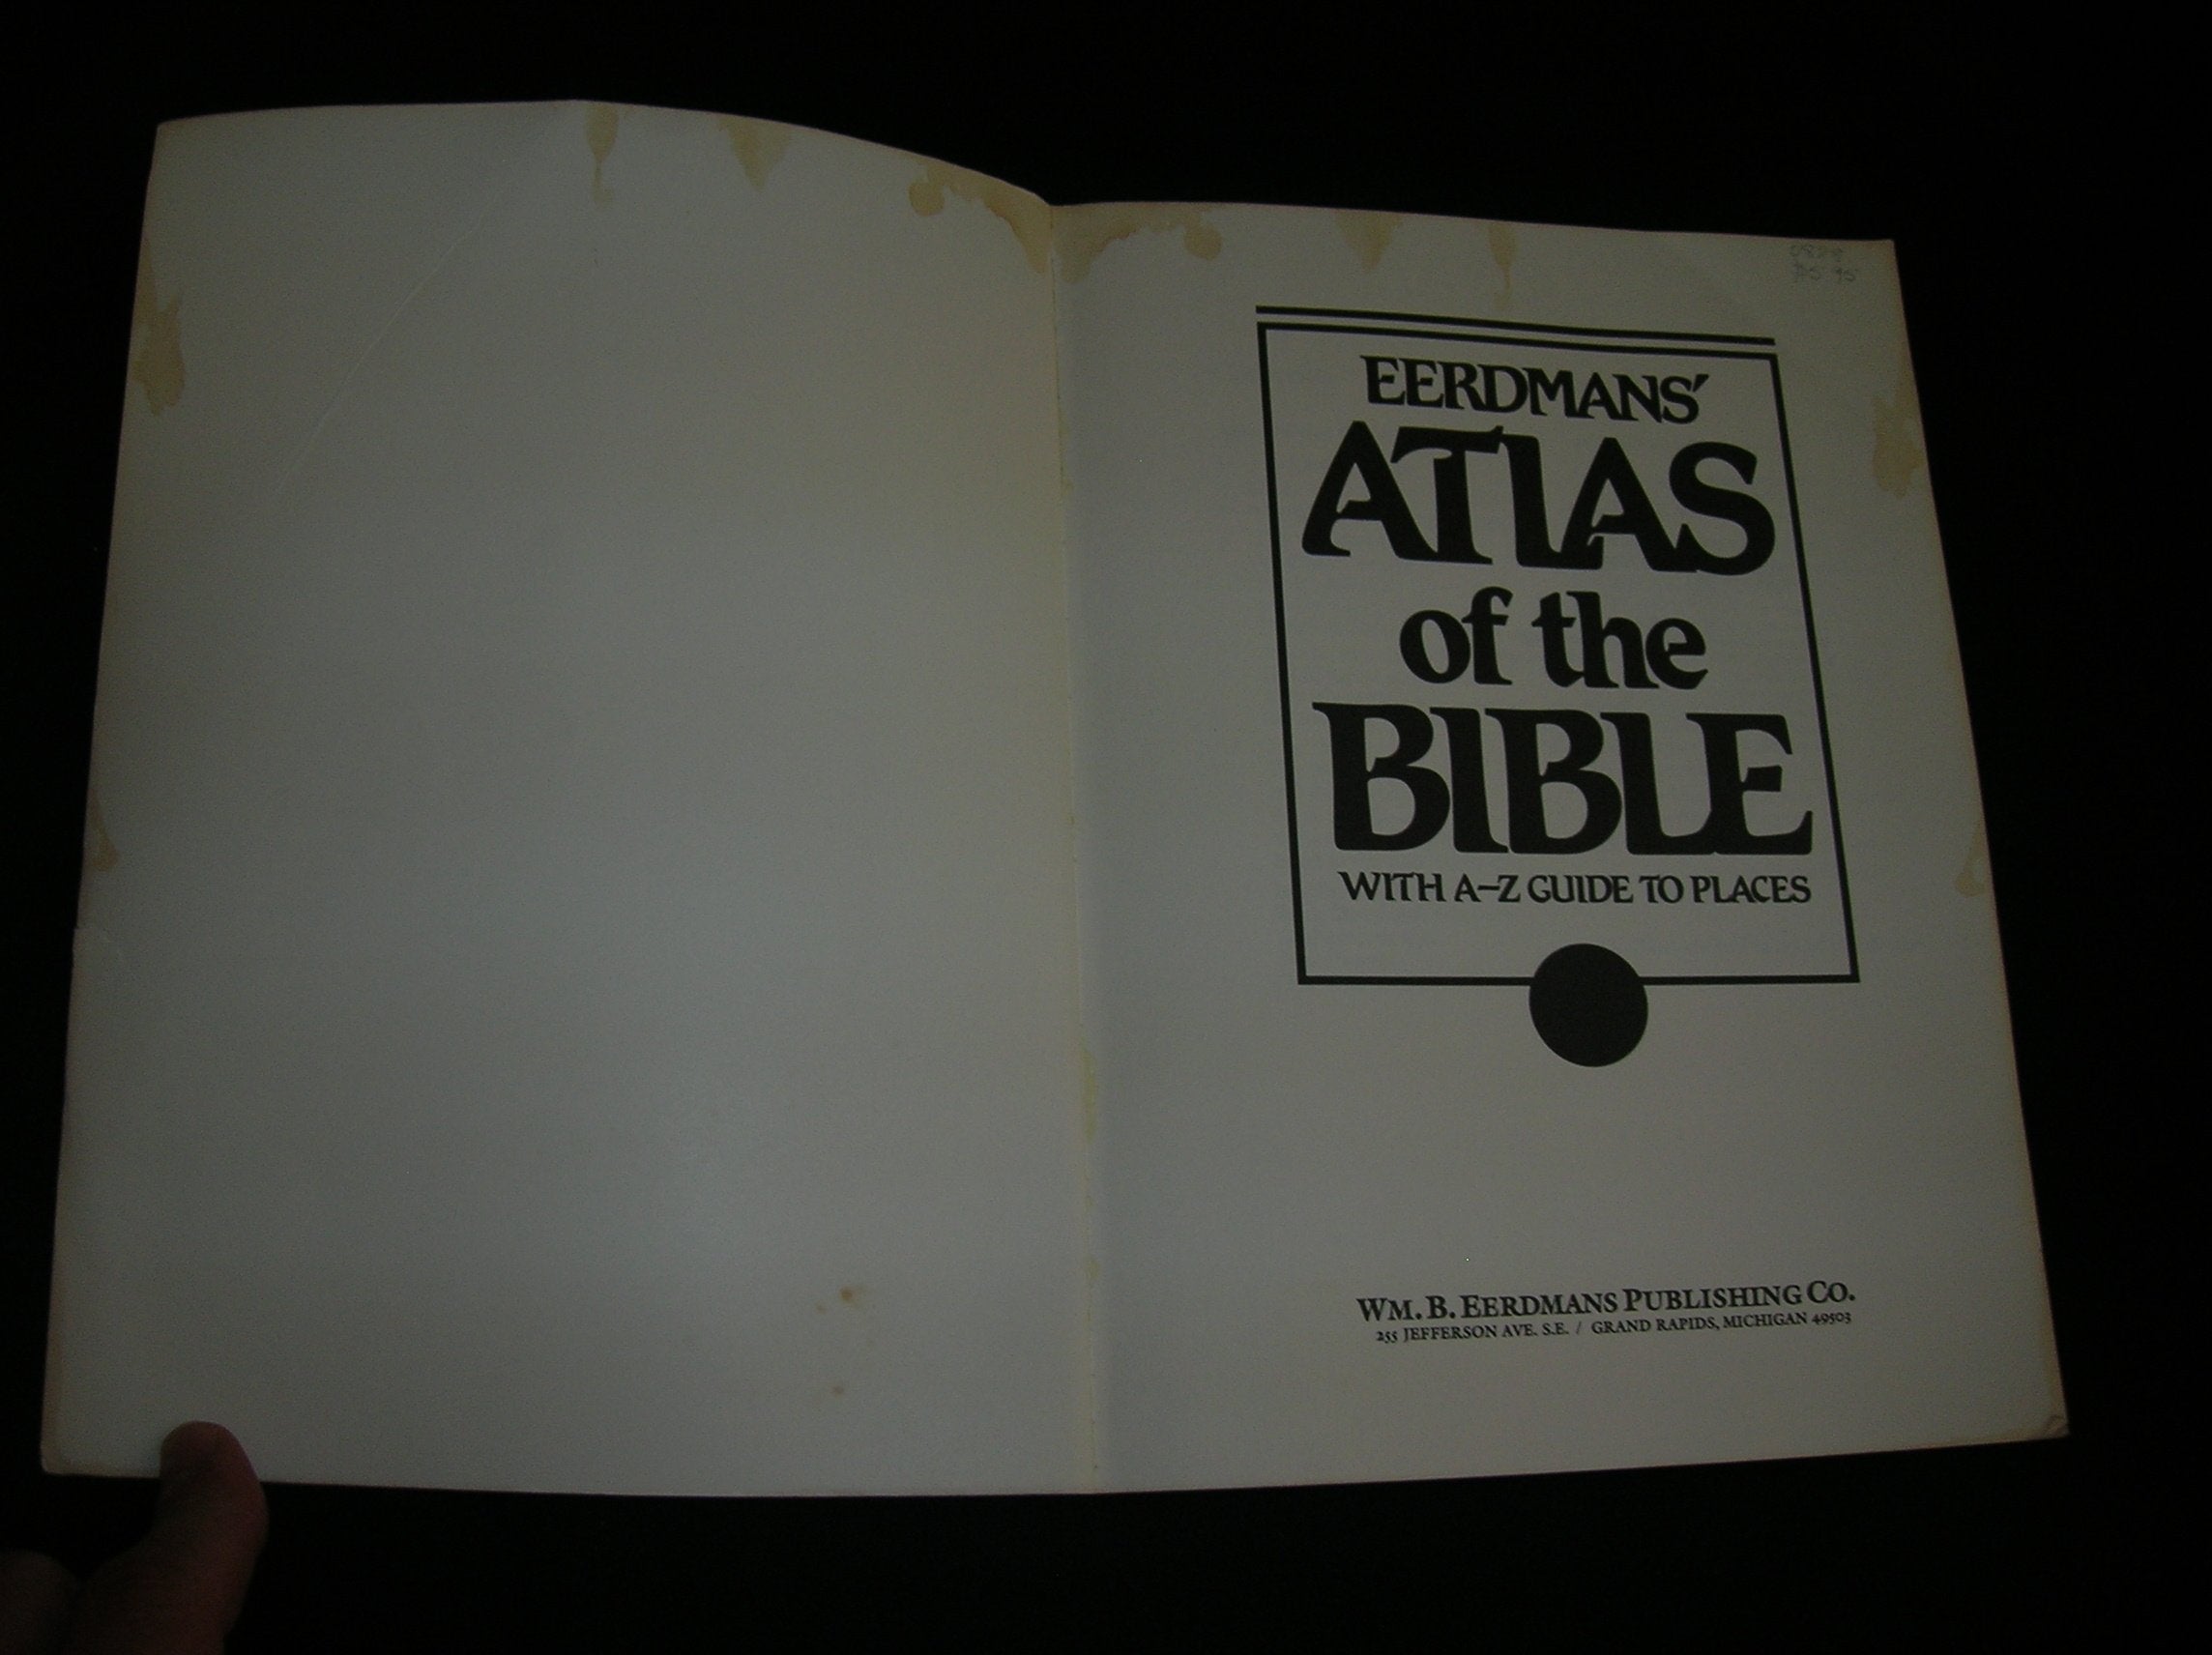 EERDMANS'
ATLAS
of the
BIBLE
WITH A–Z GUIDE TO PLACES
WM. B. EERDMANS PUBLISHING CO.
255 JEFFERSON AVE. S.E. / GRAND RAPIDS, MICHIGAN 49503